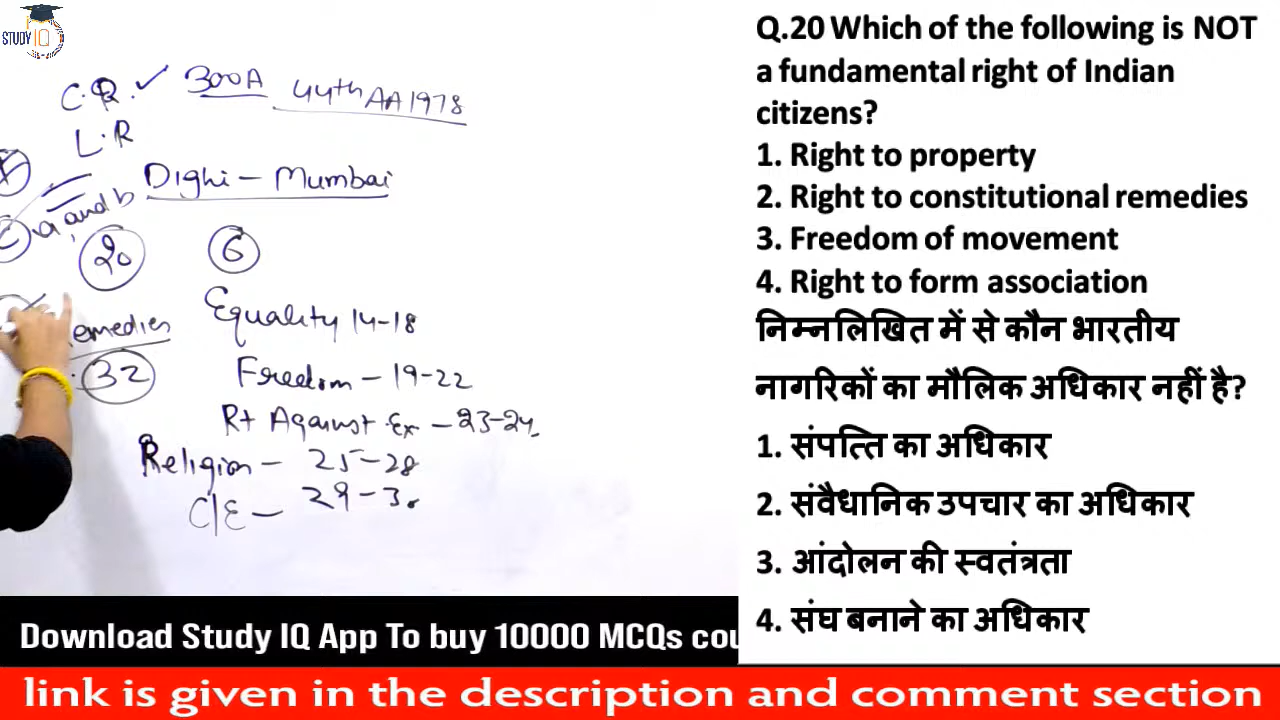 STUDY IQ
C.R. ✓ 300A 44th AA 1978
L.R
Dighi - Mumbai
a, and b
20 6
emedies Equality 14-18
32 Freedom - 19-22
Rt Against Ex - 23-24
Religion - 25-28
C/E - 29-30
Q.20 Which of the following is NOT
a fundamental right of Indian
citizens?
1. Right to property
2. Right to constitutional remedies
3. Freedom of movement
4. Right to form association
निम्नलिखित में से कौन भारतीय
नागरिकों का मौलिक अधिकार नहीं है?
1. संपत्ति का अधिकार
2. संवैधानिक उपचार का अधिकार
3. आंदोलन की स्वतंत्रता
4. संघ बनाने का अधिकार
Download Study IQ App To buy 10000 MCQs cou
link is given in the description and comment section